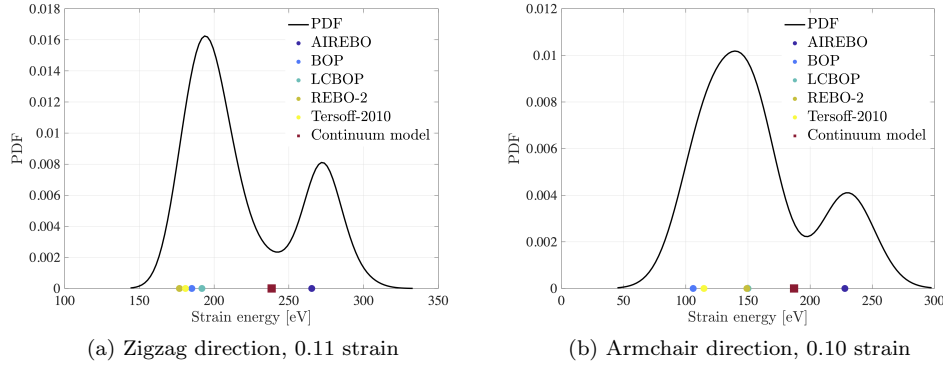 0.018
0.016
0.014
0.012
0.01
0.008
0.006
0.004
0.002
0
PDF
100
150
200
250
300
350
Strain energy [eV]
PDF
AIREBO
BOP
LCBOP
REBO-2
Tersoff-2010
Continuum model
(a) Zigzag direction, 0.11 strain
0.012
0.01
0.008
0.006
0.004
0.002
0
PDF
0
50
100
150
200
250
300
Strain energy [eV]
PDF
AIREBO
BOP
LCBOP
REBO-2
Tersoff-2010
Continuum model
(b) Armchair direction, 0.10 strain